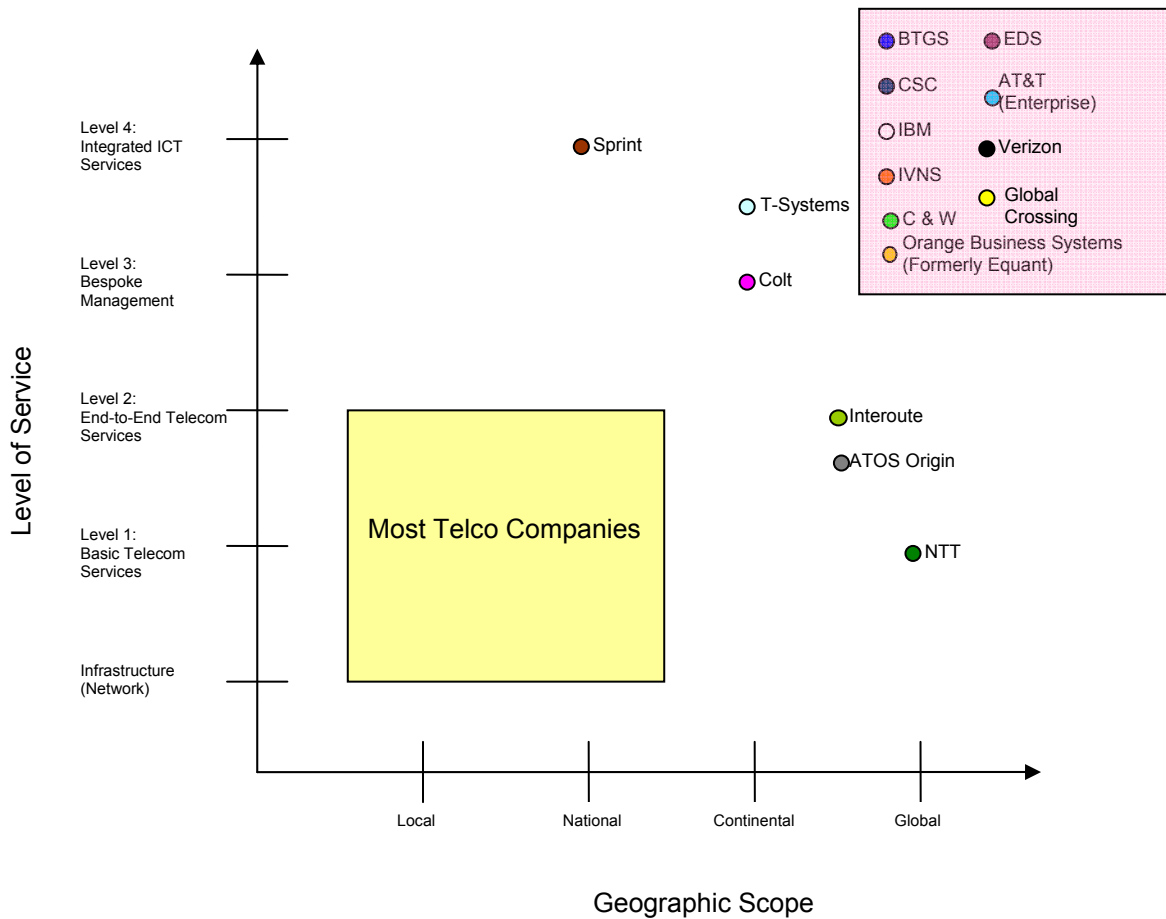 BTGS
EDS
CSC
AT&T
(Enterprise)
IBM
Verizon
IVNS
Global
Crossing
C & W
Orange Business Systems
(Formerly Equant)
Level 4:
Integrated ICT
Services
Sprint
T-Systems
Level 3:
Bespoke
Management
Colt
Level of Service
Level 2:
End-to-End Telecom
Services
Interoute
ATOS Origin
Most Telco Companies
Level 1:
Basic Telecom
Services
NTT
Infrastructure
(Network)
Local
National
Continental
Global
Geographic Scope